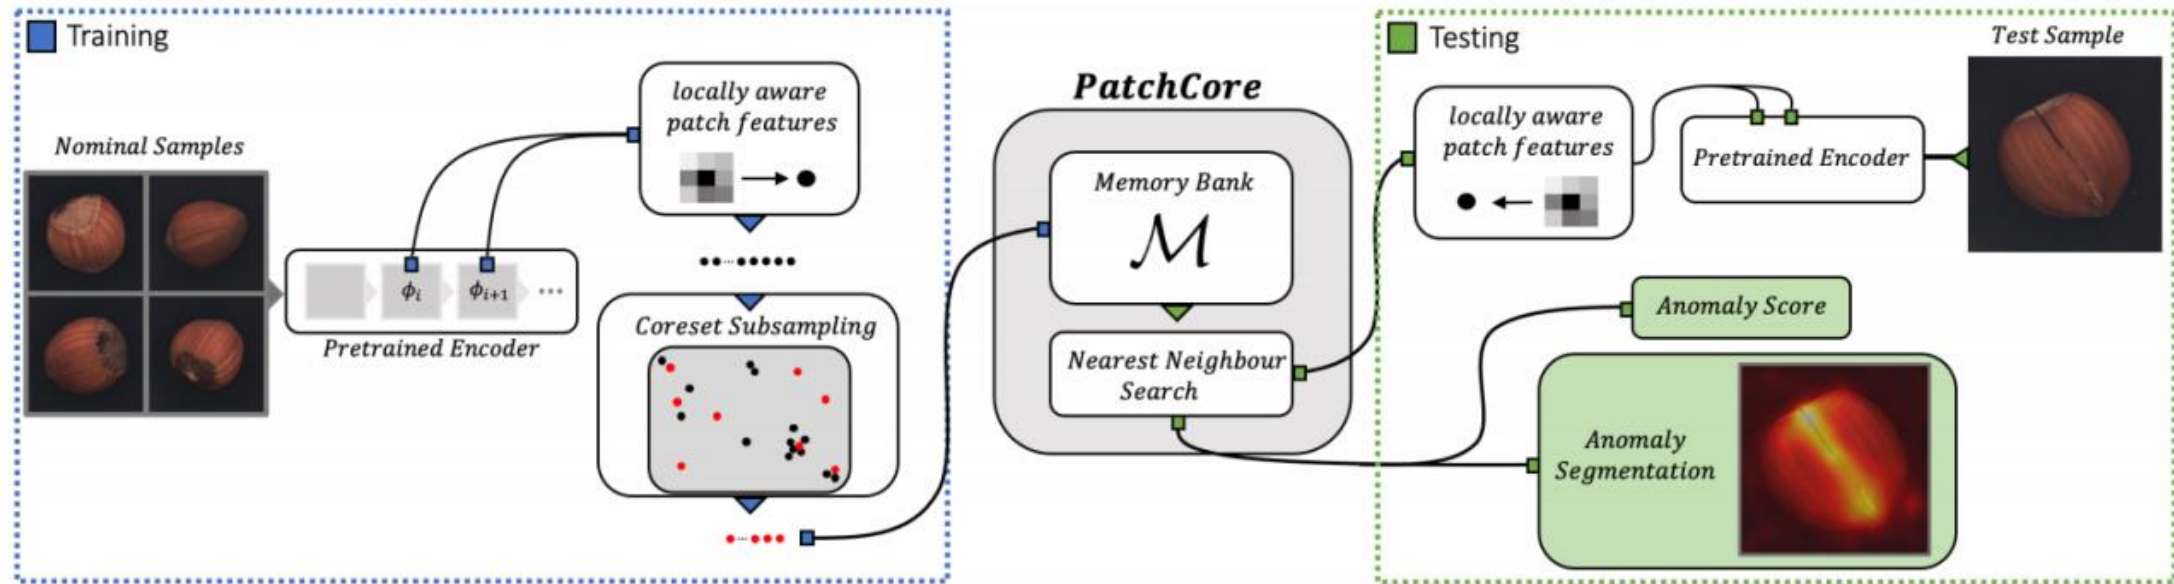 Training
Nominal Samples
ϕi
ϕi+1
...
Pretrained Encoder
locally aware
patch features
Coreset Subsampling
PatchCore
Memory Bank
ℳ
Nearest Neighbour
Search
Testing
locally aware
patch features
Pretrained Encoder
Test Sample
Anomaly Score
Anomaly
Segmentation